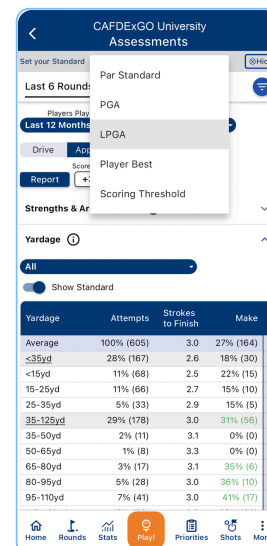 CAFDExGO University
Assessments
Set your Standard
Hid
Last 6 Rounds
Par Standard
PGA
LPGA
Player Best
Scoring Threshold
Players Play
Last 12 Months
Drive App
Score
Report +
Strengths & Ar
Yardage
All
Show Standard
Yardage Attempts Strokes to Finish Make
Average 100% (605) 3.0 27% (164)
<35yd 28% (167) 2.6 18% (30)
<15yd 11% (68) 2.5 22% (15)
15-25yd 11% (66) 2.7 15% (10)
25-35yd 5% (33) 2.9 15% (5)
35-125yd 29% (178) 3.0 31% (56)
35-50yd 2% (11) 3.1 0% (0)
50-65yd 1% (8) 3.3 0% (0)
65-80yd 3% (17) 3.1 35% (6)
80-95yd 5% (28) 3.0 36% (10)
95-110yd 7% (41) 3.0 41% (17)
Home Rounds Stats Play! Priorities Shots Mor